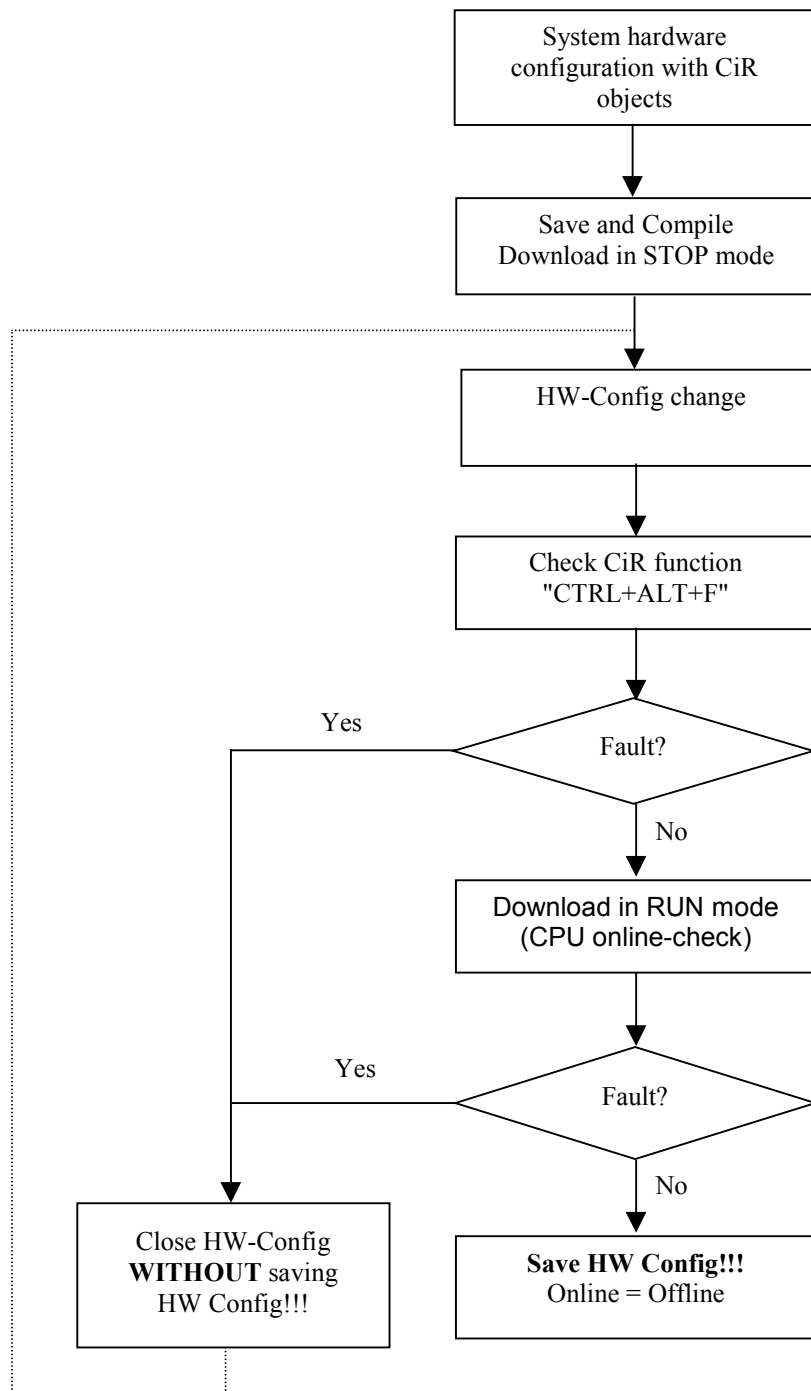 System hardware
configuration with CiR
objects
Save and Compile
Download in STOP mode
HW-Config change
Check CiR function
"CTRL+ALT+F"
Yes
Fault?
No
Download in RUN mode
(CPU online-check)
Yes
Fault?
No
Close HW-Config
WITHOUT saving
HW Config!!!
Save HW Config!!!
Online = Offline